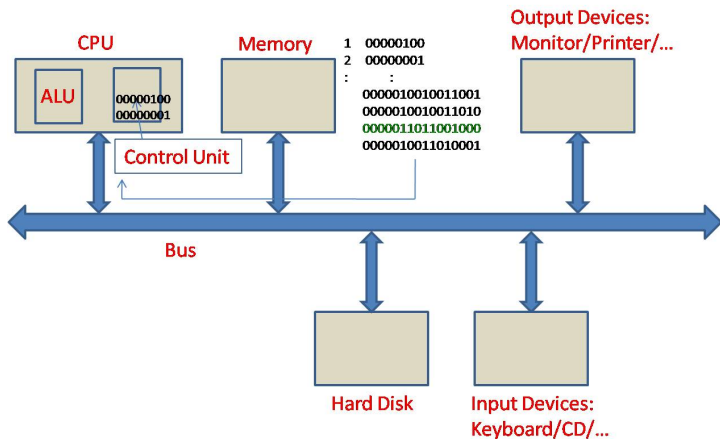 CPU
ALU
00000100
00000001
Control Unit
Memory
1 00000100
2 00000001
: :
0000010010011001
0000010010011010
0000011011001000
0000010011010001
Output Devices:
Monitor/Printer/...
Bus
Hard Disk
Input Devices:
Keyboard/CD/...